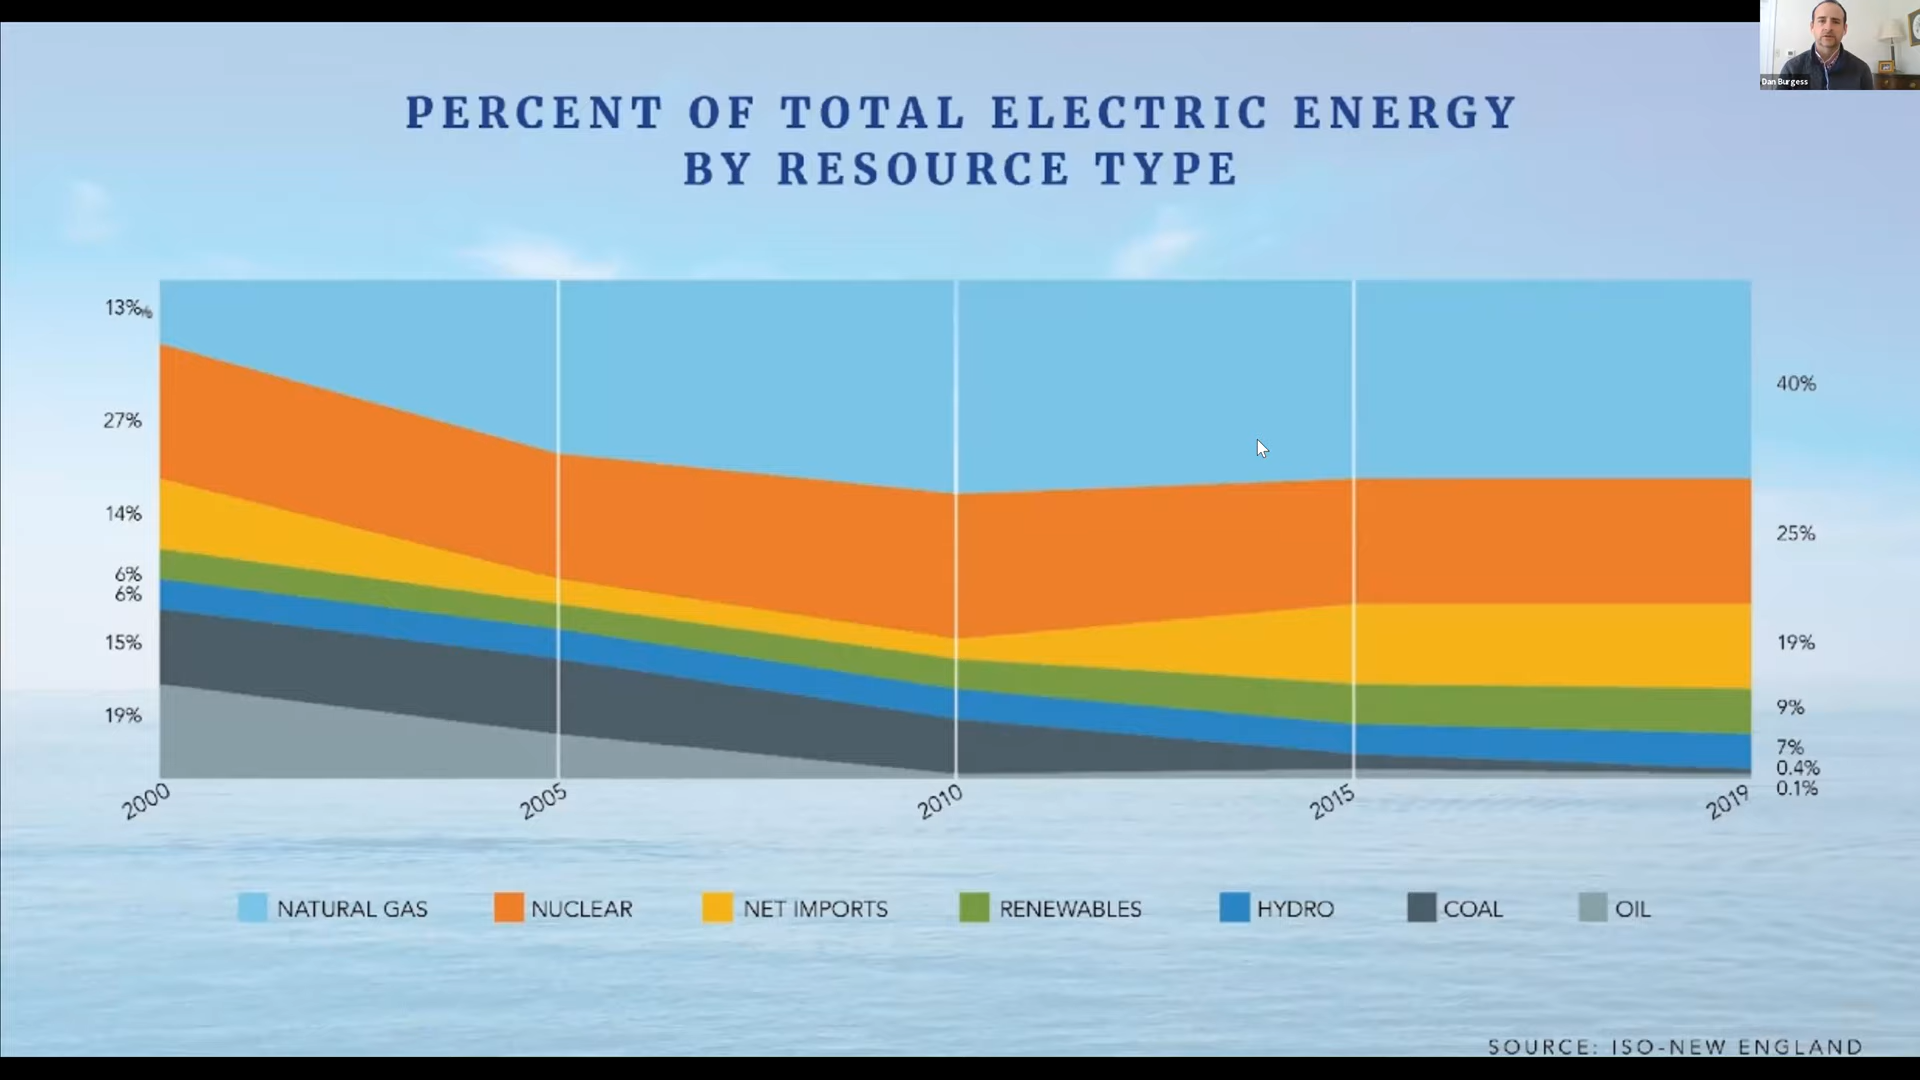 Dan Burgess
PERCENT OF TOTAL ELECTRIC ENERGY
BY RESOURCE TYPE
13%
%
27%
14%
6%
6%
15%
19%
40%
25%
19%
9%
7%
0.4%
0.1%
2000 2005 2010 2015 2019
NATURAL GAS NUCLEAR NET IMPORTS RENEWABLES HYDRO COAL OIL
SOURCE: ISO-NEW ENGLAND